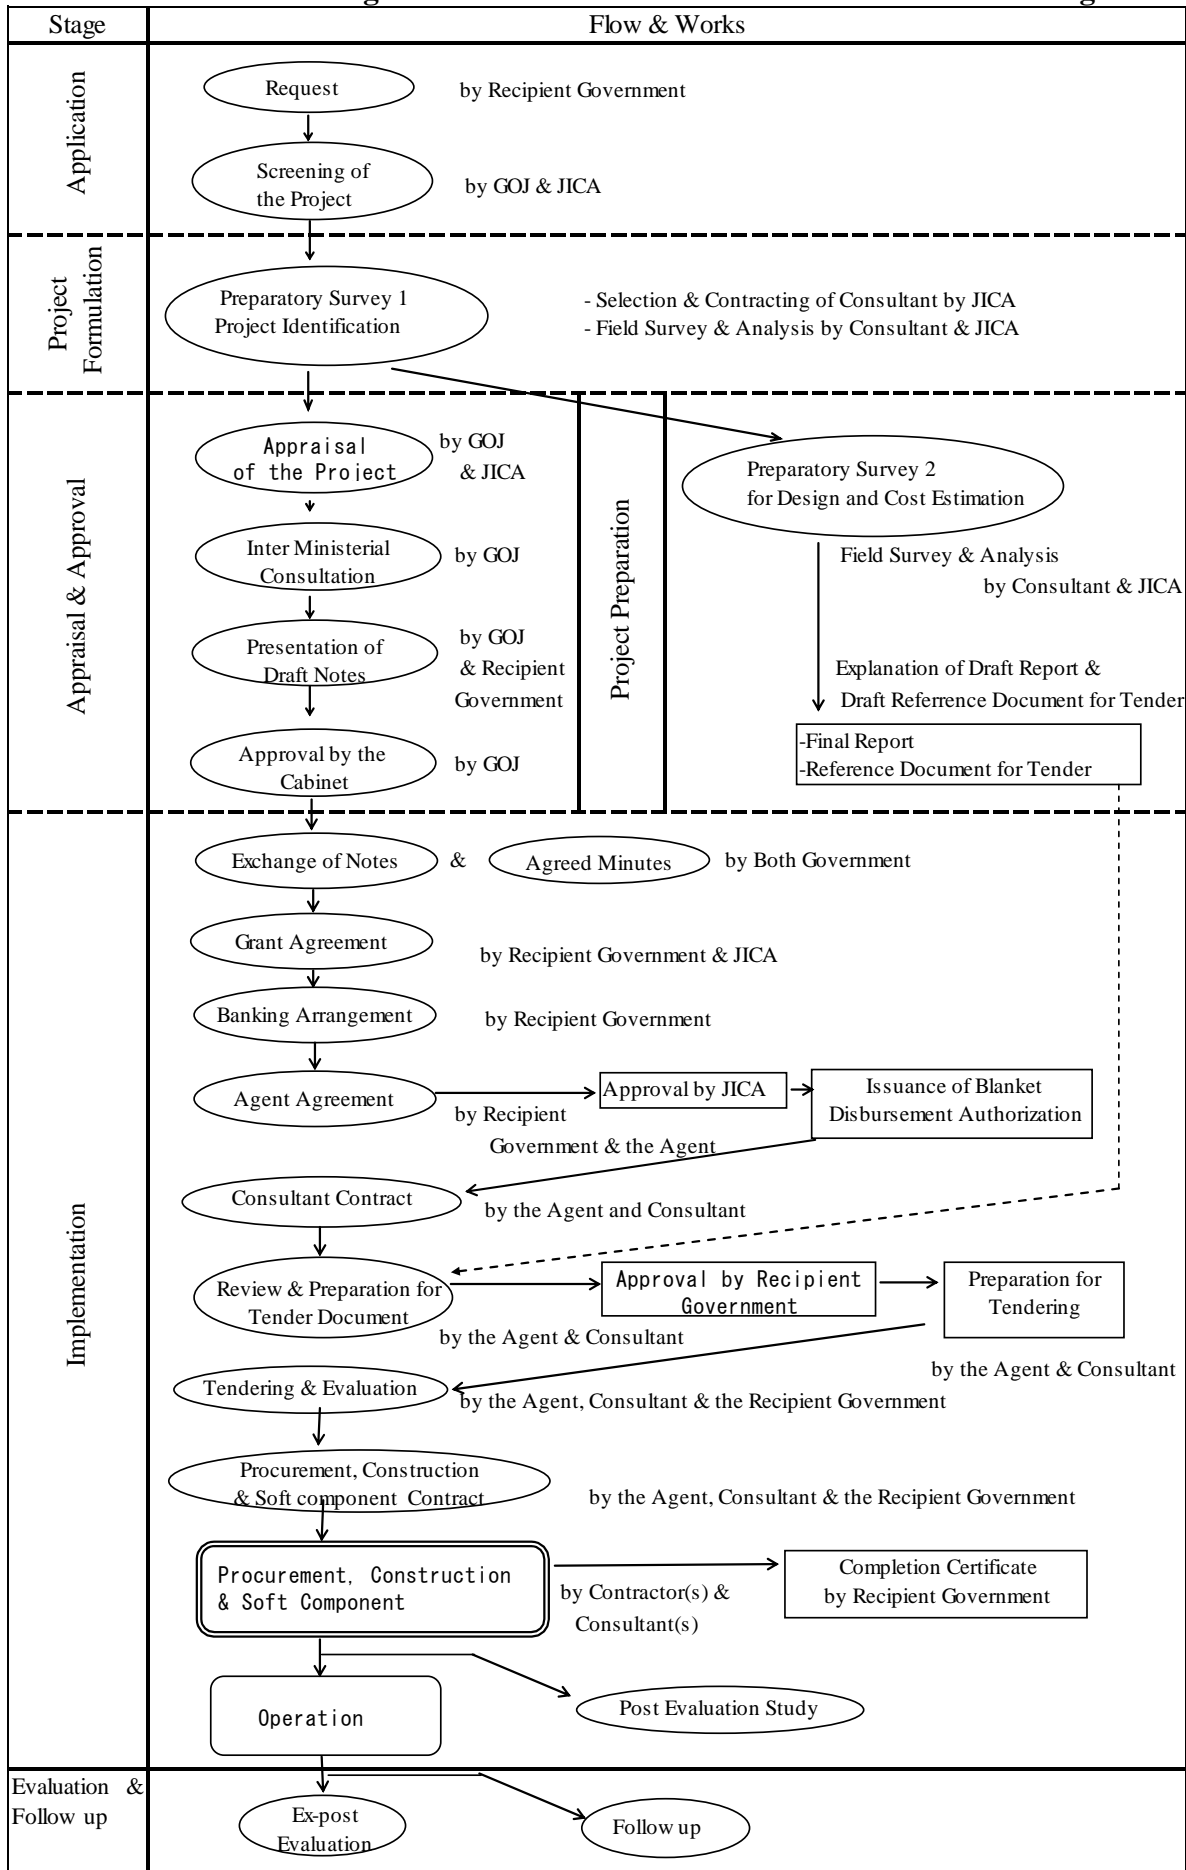 Stage
Flow & Works
Application
Request
by Recipient Government
Screening of
the Project
by GOJ & JICA
Project
Formulation
Preparatory Survey 1
Project Identification
- Selection & Contracting of Consultant by JICA
- Field Survey & Analysis by Consultant & JICA
Appraisal & Approval
Appraisal
of the Project
by GOJ
& JICA
Inter Ministerial
Consultation
by GOJ
Presentation of
Draft Notes
by GOJ
& Recipient
Government
Approval by the
Cabinet
by GOJ
Project Preparation
Preparatory Survey 2
for Design and Cost Estimation
Field Survey & Analysis
by Consultant & JICA
Explanation of Draft Report &
Draft Referrence Document for Tender
-Final Report
-Reference Document for Tender
Implementation
Exchange of Notes
&
Agreed Minutes
by Both Government
Grant Agreement
by Recipient Government & JICA
Banking Arrangement
by Recipient Government
Agent Agreement
by Recipient
Government & the Agent
Approval by JICA
Issuance of Blanket
Disbursement Authorization
Consultant Contract
by the Agent and Consultant
Review & Preparation for
Tender Document
by the Agent & Consultant
Approval by Recipient
Government
Preparation for
Tendering
by the Agent & Consultant
Tendering & Evaluation
by the Agent, Consultant & the Recipient Government
Procurement, Construction
& Soft component Contract
by the Agent, Consultant & the Recipient Government
Procurement, Construction
& Soft Component
by Contractor(s) &
Consultant(s)
Completion Certificate
by Recipient Government
Operation
Post Evaluation Study
Evaluation &
Follow up
Ex-post
Evaluation
Follow up